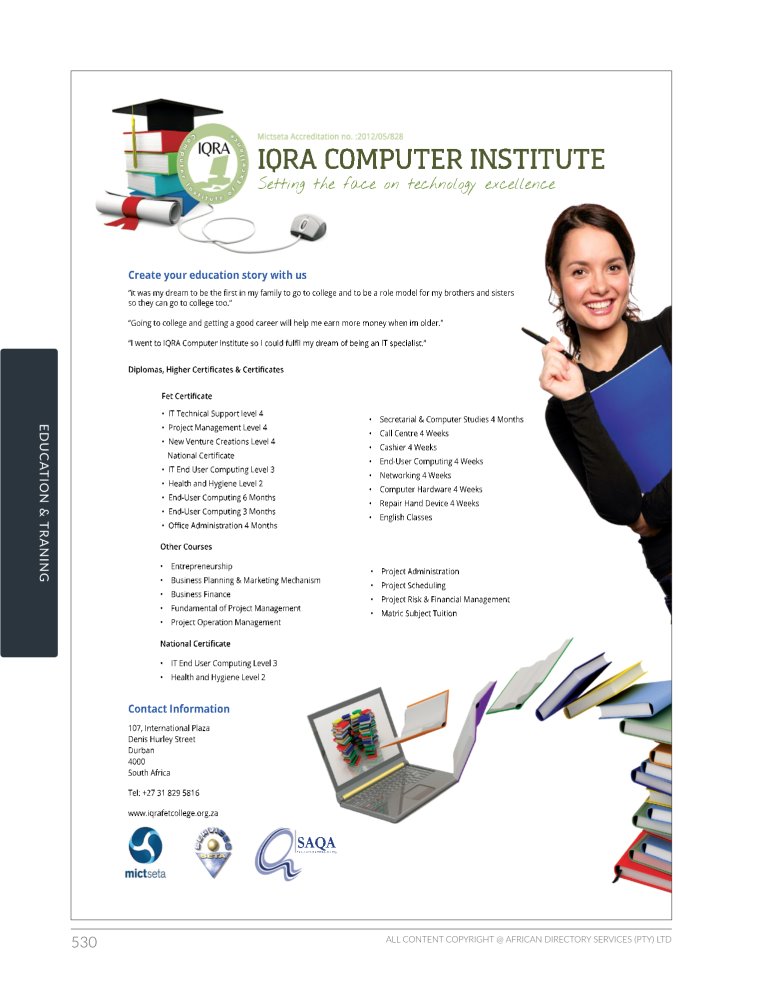 Mictseta Accreditation no. :2012/05/828
IQRA COMPUTER INSTITUTE
Setting the face on technology excellence
IQRA
Computer Institute of Excellence
Create your education story with us
"It was my dream to be the first in my family to go to college and to be a role model for my brothers and sisters
so they can go to college too."
"Going to college and getting a good career will help me earn more money when im older."
"I went to IQRA Computer Institute so I could fulfil my dream of being an IT specialist."
Diplomas, Higher Certificates & Certificates
Fet Certificate
• IT Technical Support level 4
• Project Management Level 4
• New Venture Creations Level 4
National Certificate
• IT End User Computing Level 3
• Health and Hygiene Level 2
• End-User Computing 6 Months
• End-User Computing 3 Months
• Office Administration 4 Months
• Secretarial & Computer Studies 4 Months
• Call Centre 4 Weeks
• Cashier 4 Weeks
• End-User Computing 4 Weeks
• Networking 4 Weeks
• Computer Hardware 4 Weeks
• Repair Hand Device 4 Weeks
• English Classes
Other Courses
• Entrepreneurship
• Business Planning & Marketing Mechanism
• Business Finance
• Fundamental of Project Management
• Project Operation Management
• Project Administration
• Project Scheduling
• Project Risk & Financial Management
• Matric Subject Tuition
National Certificate
• IT End User Computing Level 3
• Health and Hygiene Level 2
Contact Information
107, International Plaza
Denis Hurley Street
Durban
4000
South Africa
Tel: +27 31 829 5816
www.iqrafetcollege.org.za
mictseta
SAQA
EDUCATION & TRANING
530
ALL CONTENT COPYRIGHT @ AFRICAN DIRECTORY SERVICES (PTY) LTD